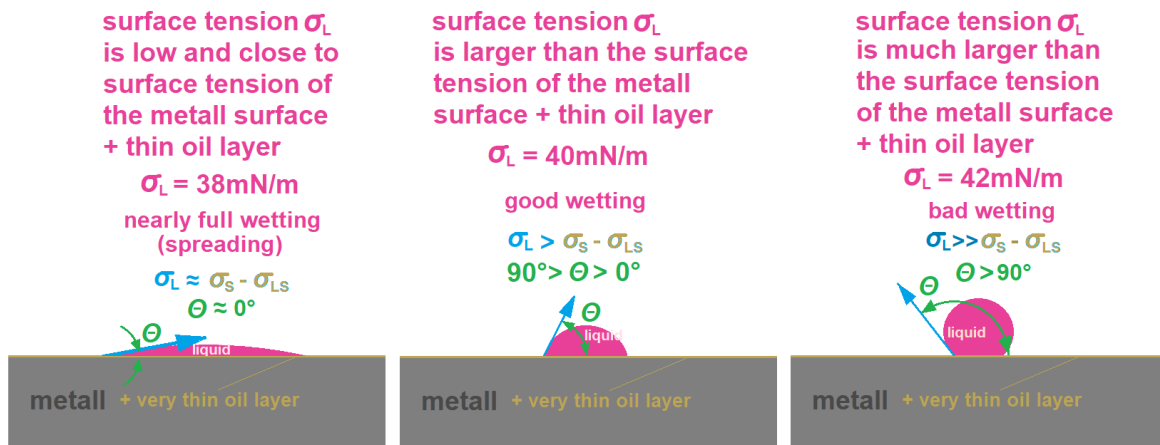 surface tension σL
is low and close to
surface tension of
the metall surface
+ thin oil layer
σL = 38mN/m
nearly full wetting
(spreading)
σL ≈ σS - σLS
Θ ≈ 0°
Θ
liquid
metall + very thin oil layer
surface tension σL
is larger than the surface
tension of the metall
surface + thin oil layer
σL = 40mN/m
good wetting
σL > σS - σLS
90°> Θ > 0°
Θ
liquid
metall + very thin oil layer
surface tension σL
is much larger than
the surface tension
of the metall surface
+ thin oil layer
σL = 42mN/m
bad wetting
σL>> σS - σLS
Θ > 90°
Θ
liquid
metall + very thin oil layer